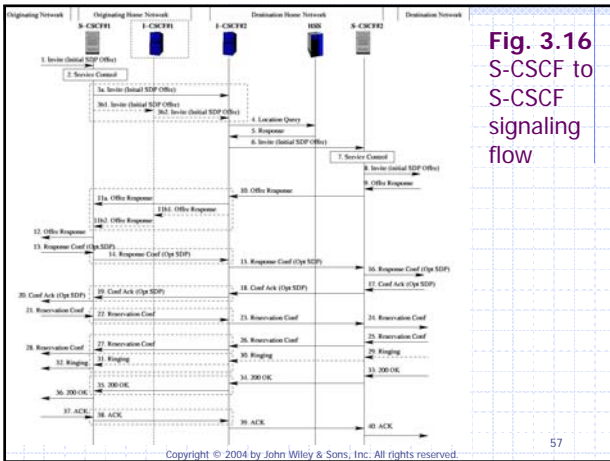 Originating Network
Originating Home Network
Destination Home Network
Destination Network
S-CSCF#1
I-CSCF#1
I-CSCF#2
HSS
S-CSCF#2
1. Invite (Initial SDP Offer)
2. Service Control
3a. Invite (Initail SDP Offer)
3b1. Invite (Initial SDP Offer)
3b2. Invite (Initial SDP Offer)
4. Location Query
5. Response
6. Invite (Initial SDP Offer)
7. Service Control
8. Invite (Initial SDP Offer)
9. Offer Response
10. Offer Response
11a. Offer Response
11b1. Offer Response
11b2. Offer Response
12. Offer Response
13. Response Conf (Opt SDP)
14. Response Conf (Opt SDP)
15. Response Conf (Opt SDP)
16. Response Conf (Opt SDP)
17. Conf Ack (Opt SDP)
18. Conf Ack (Opt SDP)
19. Conf Ack (Opt SDP)
20. Conf Ack (Opt SDP)
21. Reservation Conf
22. Reservation Conf
23. Reservation Conf
24. Reservation Conf
25. Reservation Conf
26. Reservation Conf
27. Reservation Conf
28. Reservation Conf
29. Ringing
30. Ringing
31. Ringing
32. Ringing
33. 200 OK
34. 200 OK
35. 200 OK
36. 200 OK
37. ACK
38. ACK
39. ACK
40. ACK
Fig. 3.16
S-CSCF to
S-CSCF
signaling
flow
57
Copyright © 2004 by John Wiley & Sons, Inc. All rights reserved.